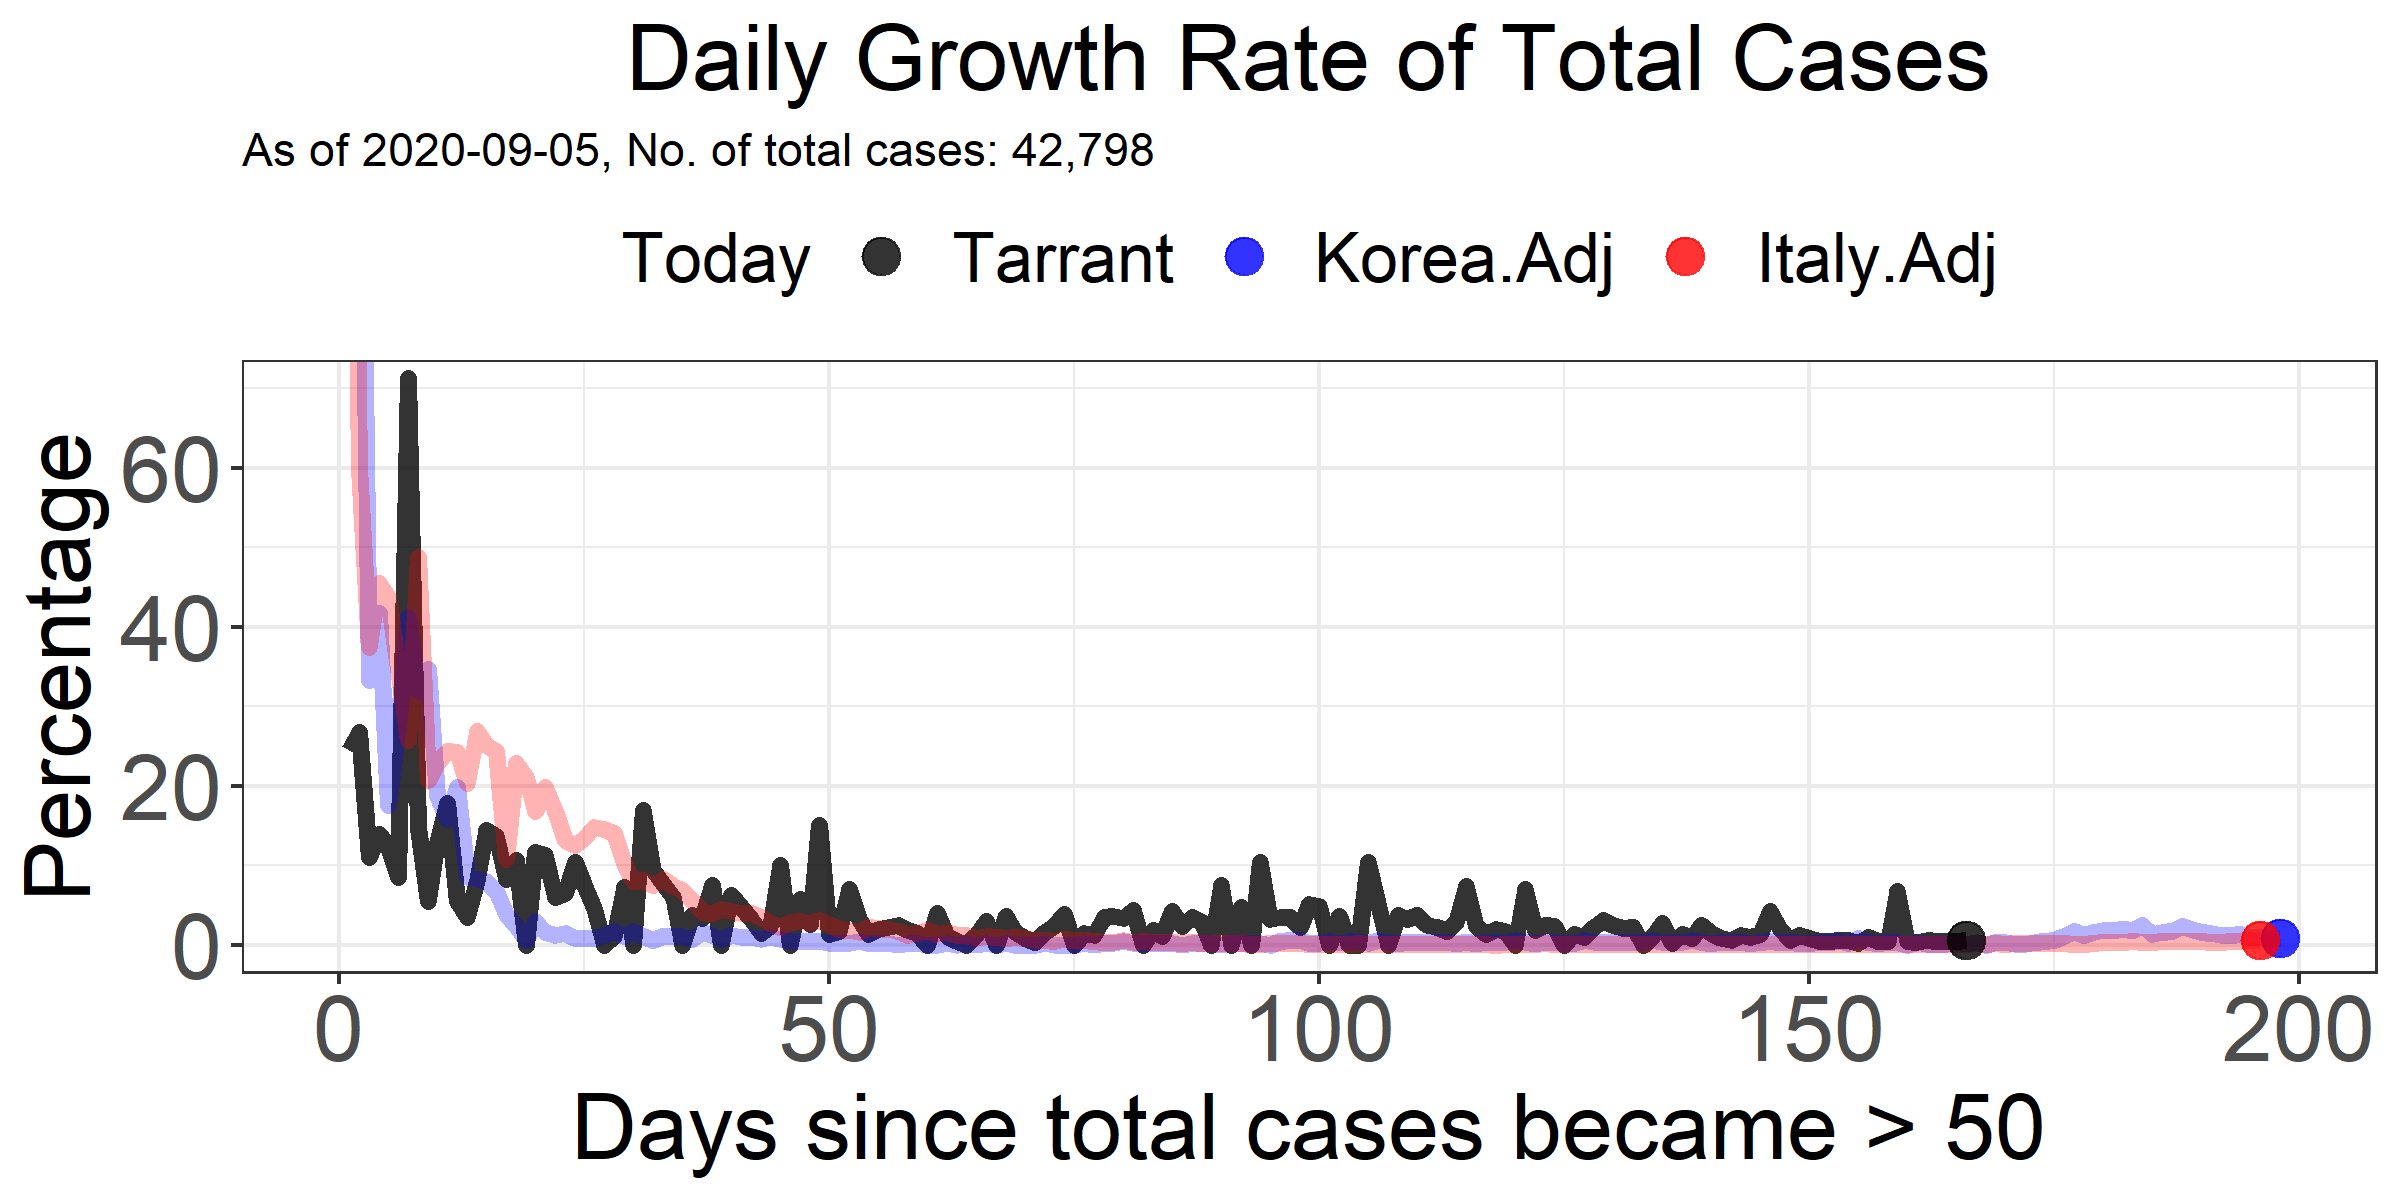 Daily Growth Rate of Total Cases
As of 2020-09-05, No. of total cases: 42,798
Today Tarrant Korea.Adj Italy.Adj
Percentage
60
40
20
0
0 50 100 150 200
Days since total cases became > 50